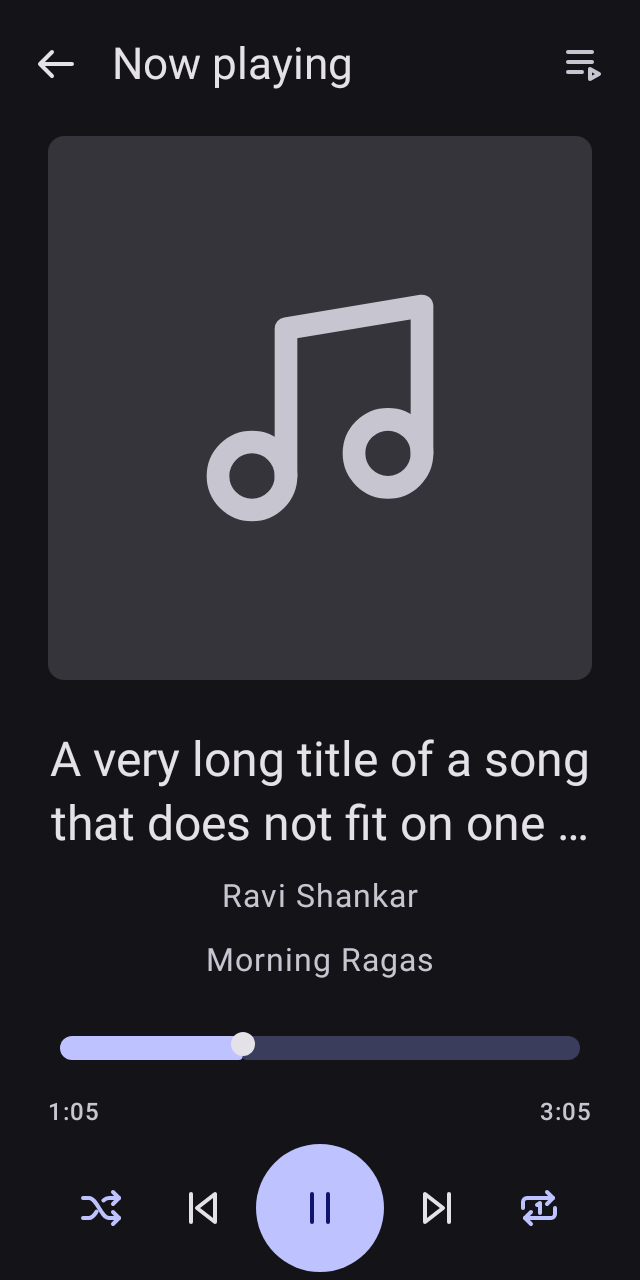 Now playing
A very long title of a song
that does not fit on one …
Ravi Shankar
Morning Ragas
1:05
3:05
1